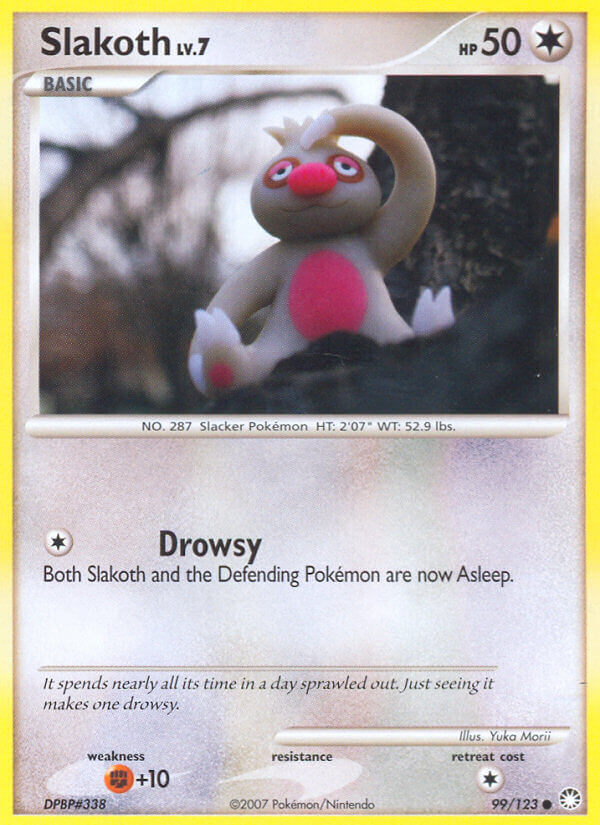 Slakoth LV.7
HP 50
BASIC
NO. 287 Slacker Pokémon HT: 2'07" WT: 52.9 lbs.
Drowsy
Both Slakoth and the Defending Pokémon are now Asleep.
It spends nearly all its time in a day sprawled out. Just seeing it
makes one drowsy.
Illus. Yuka Morii
weakness resistance retreat cost
+10
DPBP#338 ©2007 Pokémon/Nintendo 99/123